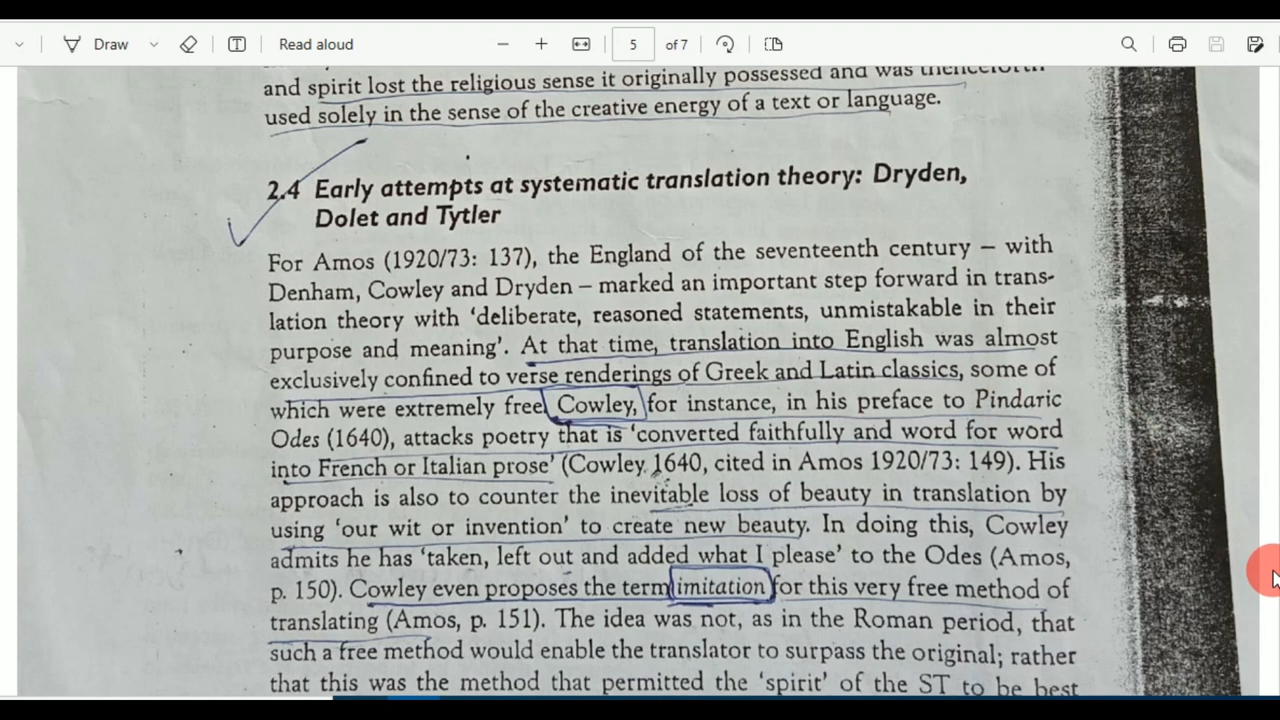 Draw
Read aloud
5 of 7
and spirit lost the religious sense it originally possessed and was thenceforth
used solely in the sense of the creative energy of a text or language.
2.4 Early attempts at systematic translation theory: Dryden,
Dolet and Tytler
For Amos (1920/73: 137), the England of the seventeenth century – with
Denham, Cowley and Dryden – marked an important step forward in trans-
lation theory with ‘deliberate, reasoned statements, unmistakable in their
purpose and meaning’. At that time, translation into English was almost
exclusively confined to verse renderings of Greek and Latin classics, some of
which were extremely free. Cowley, for instance, in his preface to Pindaric
Odes (1640), attacks poetry that is ‘converted faithfully and word for word
into French or Italian prose’ (Cowley 1640, cited in Amos 1920/73: 149). His
approach is also to counter the inevitable loss of beauty in translation by
using ‘our wit or invention’ to create new beauty. In doing this, Cowley
admits he has ‘taken, left out and added what I please’ to the Odes (Amos,
p. 150). Cowley even proposes the term imitation for this very free method of
translating (Amos, p. 151). The idea was not, as in the Roman period, that
such a free method would enable the translator to surpass the original; rather
that this was the method that permitted the ‘spirit’ of the ST to be best